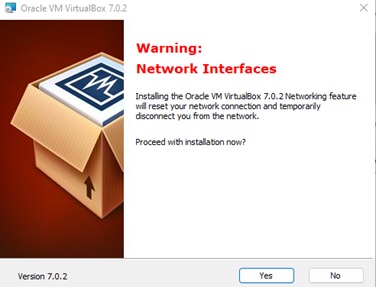 Oracle VM VirtualBox 7.0.2
Warning:
Network Interfaces
Installing the Oracle VM VirtualBox 7.0.2 Networking feature
will reset your network connection and temporarily
disconnect you from the network.
Proceed with installation now?
Version 7.0.2
Yes
No